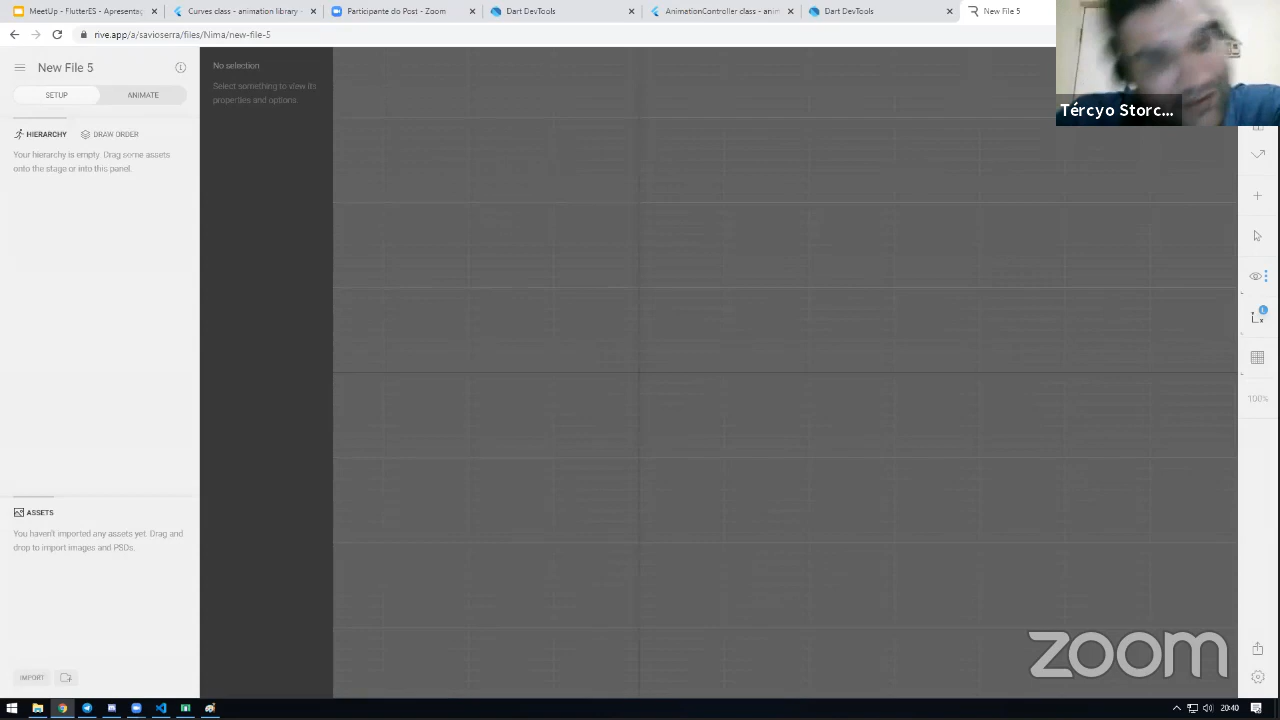 MeetUp - FlutterES - Apresentaç
Curves class - animation library -
Participante do Post - Zoom
Dart DevTools
AnimationController class - anim
Dart DevTools
New File 5
rive.app/a/savioserra/files/Nima/new-file-5
New File 5
SETUP
ANIMATE
HIERARCHY
DRAW ORDER
Your hierarchy is empty. Drag some assets
onto the stage or into this panel.
No selection
Select something to view its
properties and options
Tércyo Storc...
100%
ASSETS
You haven't imported any assets yet. Drag and
drop to import images and PSDs.
IMPORT
zoom
20:40